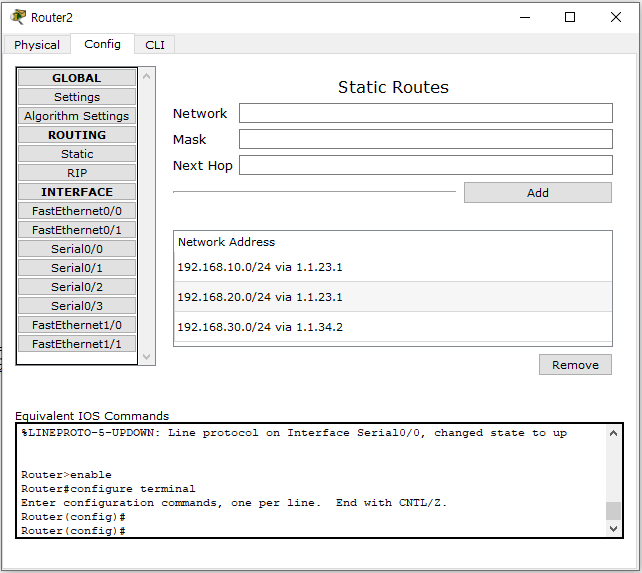 Router2
Physical Config CLI
GLOBAL
Settings
Algorithm Settings
ROUTING
Static
RIP
INTERFACE
FastEthernet0/0
FastEthernet0/1
Serial0/0
Serial0/1
Serial0/2
Serial0/3
FastEthernet1/0
FastEthernet1/1
Static Routes
Network
Mask
Next Hop
Add
Network Address
192.168.10.0/24 via 1.1.23.1
192.168.20.0/24 via 1.1.23.1
192.168.30.0/24 via 1.1.34.2
Remove
Equivalent IOS Commands
%LINEPROTO-5-UPDOWN: Line protocol on Interface Serial0/0, changed state to up
Router>enable
Router#configure terminal
Enter configuration commands, one per line.  End with CNTL/Z.
Router(config)#
Router(config)#